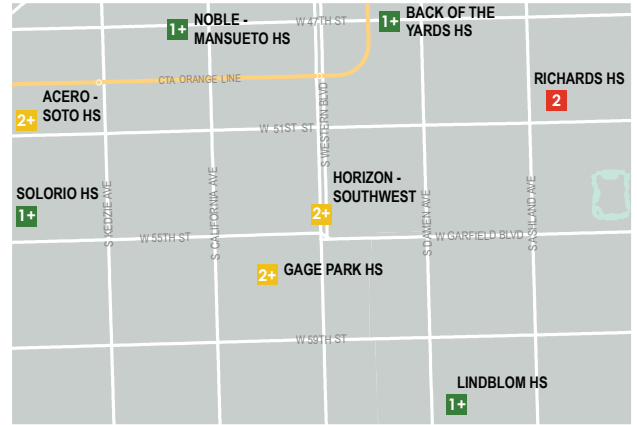 NOBLE -
MANSUETO HS
1+
W 47TH ST
1+
BACK OF THE
YARDS HS
CTA ORANGE LINE
RICHARDS HS
2
ACERO -
SOTO HS
2+
W 51ST ST
S WESTERN BLVD
HORIZON -
SOUTHWEST
2+
SOLORIO HS
1+
S KEDZIE AVE
S CALIFORNIA AVE
S DAMEN AVE
S ASHLAND AVE
W 55TH ST
W GARFIELD BLVD
2+
GAGE PARK HS
W 59TH ST
LINDBLOM HS
1+